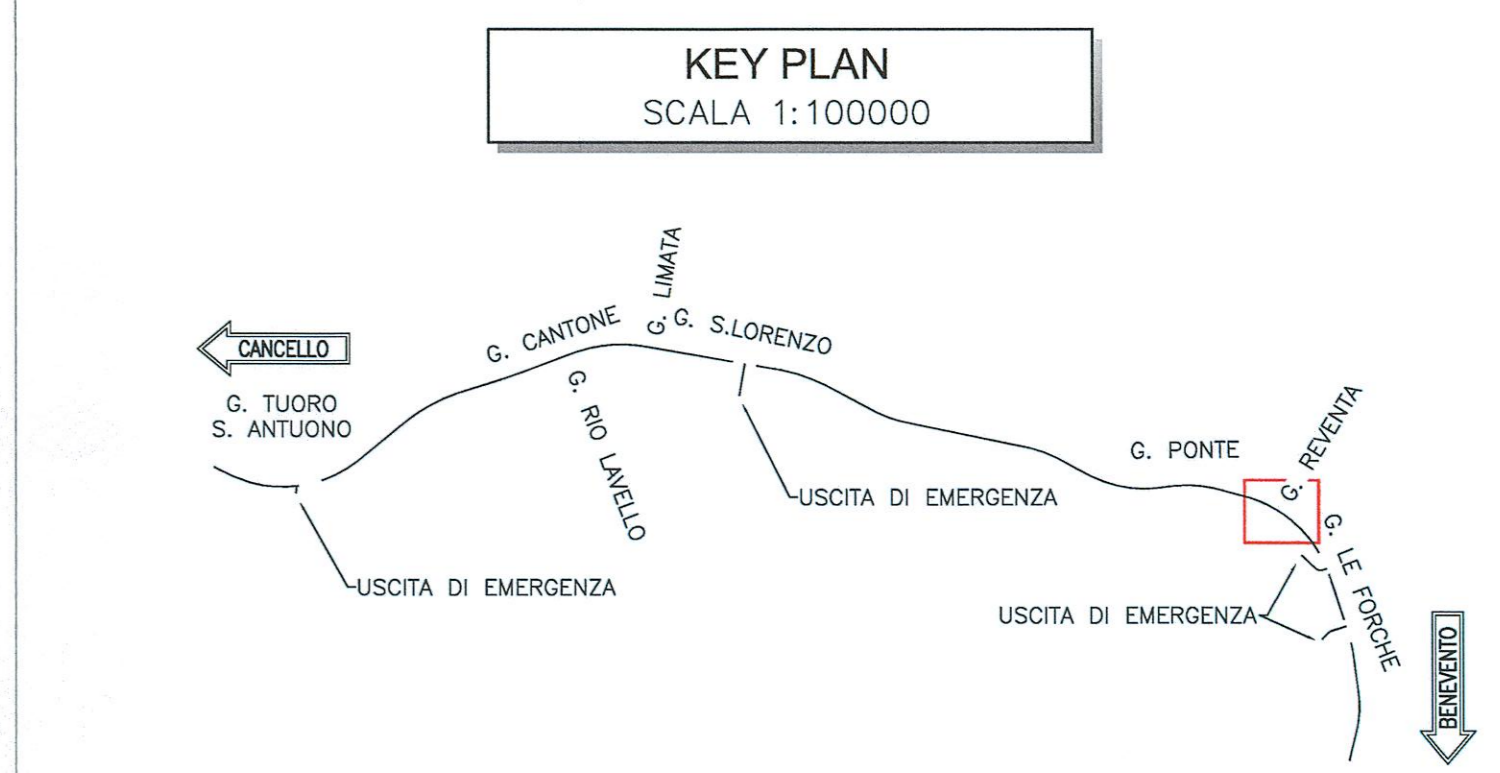 KEY PLAN
SCALA 1:100000
CANCELLO
G. TUORO
S. ANTUONO
G. CANTONE
G. LIMATA
G. S.LORENZO
G. RIO LAVELLO
USCITA DI EMERGENZA
USCITA DI EMERGENZA
G. PONTE
G. REVENTA
G. LE FORCHE
USCITA DI EMERGENZA
BENEVENTO